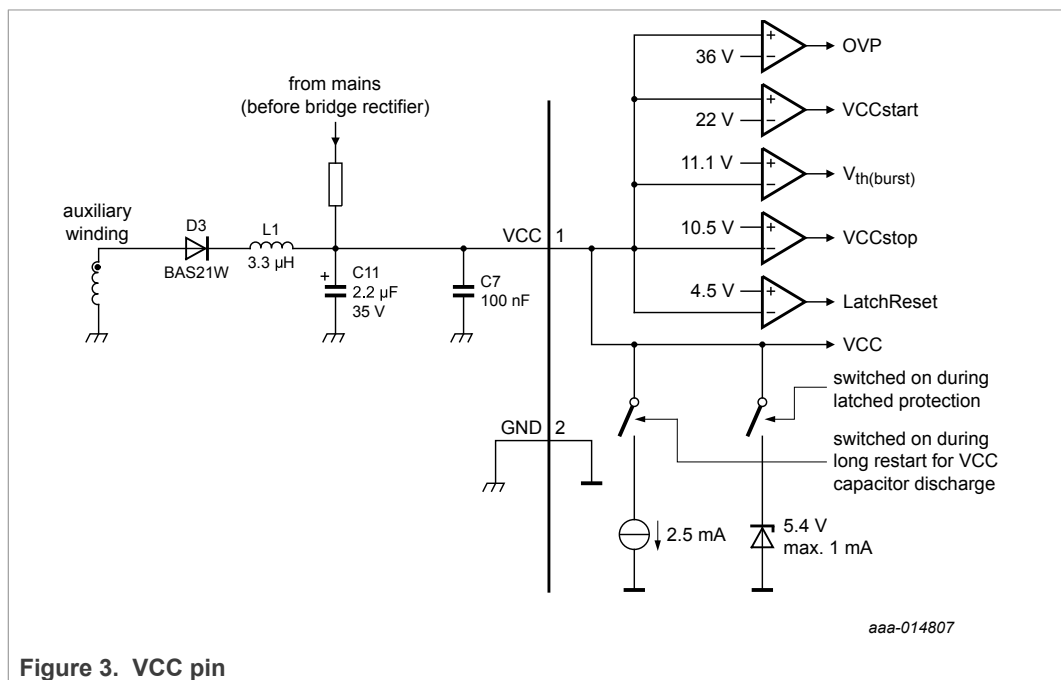 from mains
(before bridge rectifier)
auxiliary
winding
D3
BAS21W
L1
3.3 µH
+
C11
2.2 µF
35 V
C7
100 nF
VCC
1
GND
2
+
36 V
−
OVP
+
22 V
−
VCCstart
11.1 V
+
−
Vth(burst)
10.5 V
+
−
VCCstop
4.5 V
+
−
LatchReset
VCC
switched on during
latched protection
switched on during
long restart for VCC
capacitor discharge
2.5 mA
5.4 V
max. 1 mA
aaa-014807
Figure 3. VCC pin